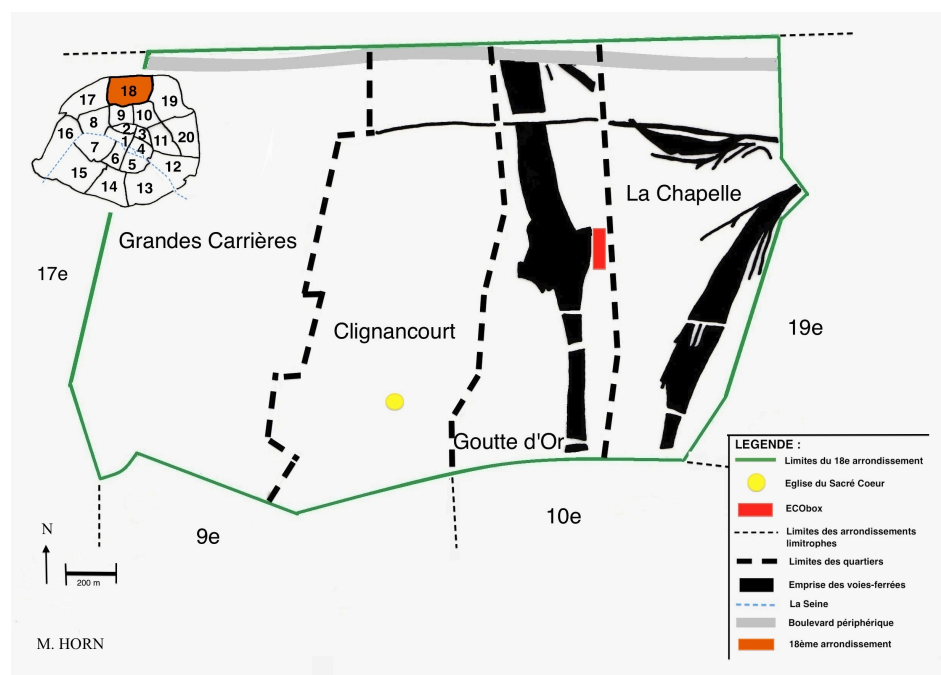 18
17
19
9
10
8
2
3
16
1
11
20
7
4
6
5
12
15
14
13
La Chapelle
Grandes Carrières
17e
Clignancourt
19e
Goutte d'Or
10e
9e
N
200 m
M. HORN
LEGENDE :
Limites du 18e arrondissement
Eglise du Sacré Coeur
ECObox
Limites des arrondissements
limitrophes
Limites des quartiers
Emprise des voies-ferrées
La Seine
Boulevard périphérique
18ème arrondissement